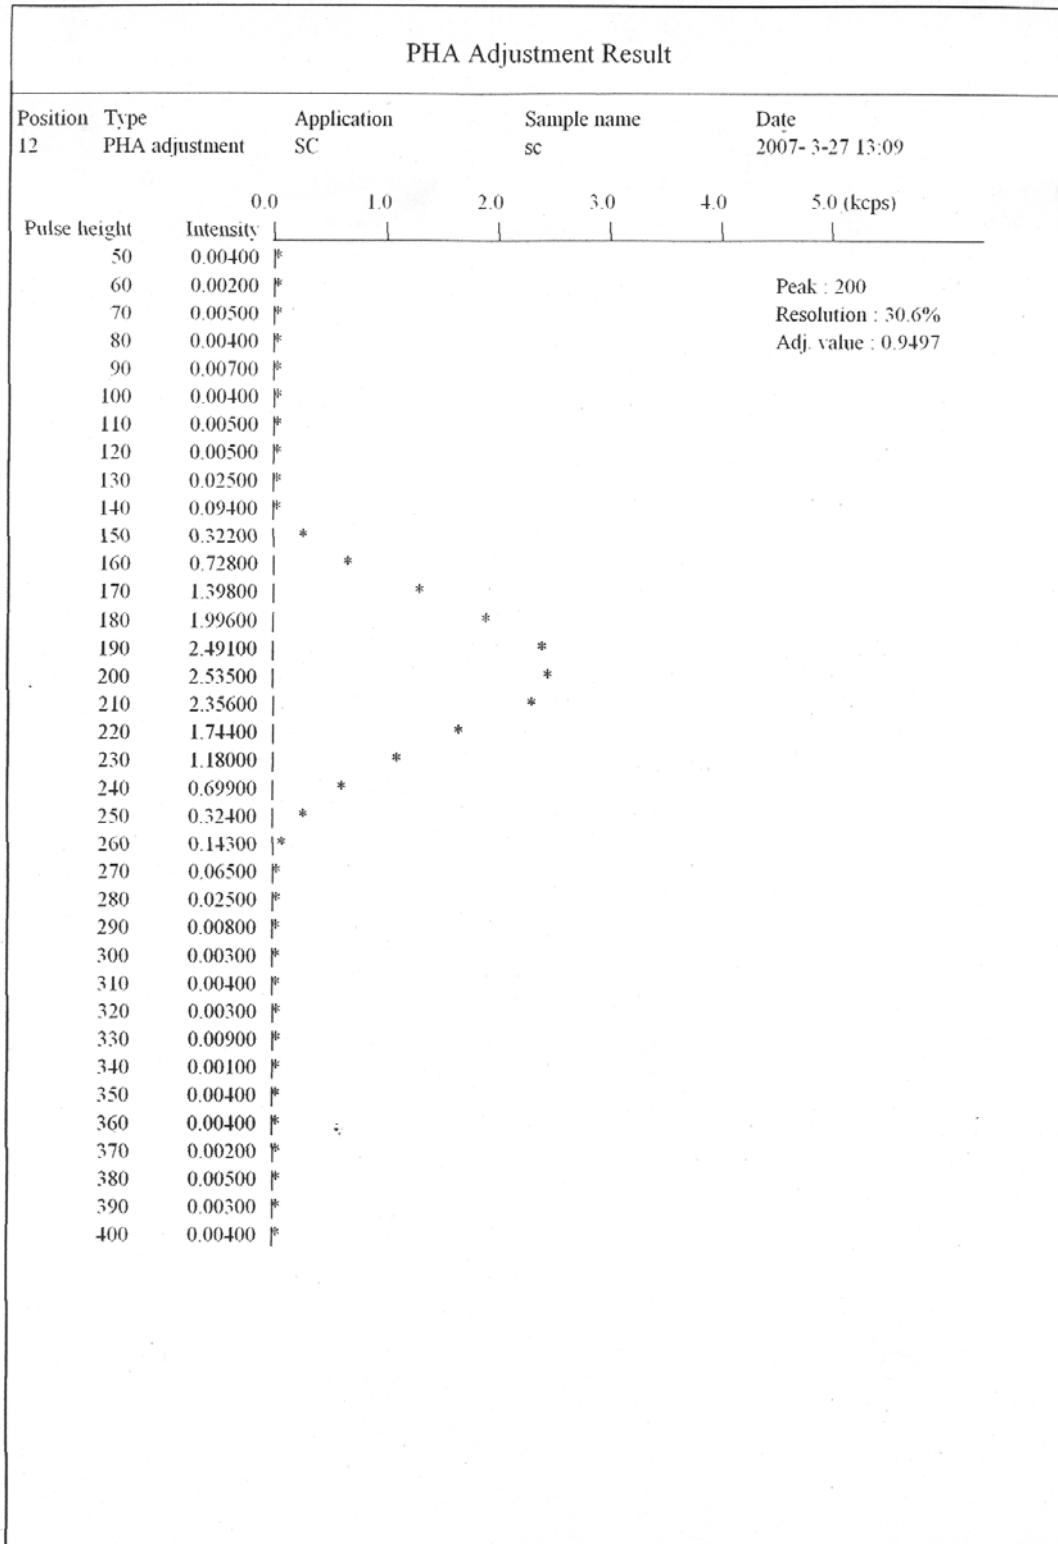 PHA Adjustment Result
Position Type Application Sample name Date
12 PHA adjustment SC sc 2007- 3-27 13:09
0.0 1.0 2.0 3.0 4.0 5.0 (kcps)
Pulse height Intensity
50 0.00400 |*
60 0.00200 |*
Peak : 200
70 0.00500 |*
Resolution : 30.6%
80 0.00400 |*
Adj. value : 0.9497
90 0.00700 |*
100 0.00400 |*
110 0.00500 |*
120 0.00500 |*
130 0.02500 |*
140 0.09400 |*
150 0.32200 | *
160 0.72800 | *
170 1.39800 | *
180 1.99600 | *
190 2.49100 | *
200 2.53500 | *
210 2.35600 | *
220 1.74400 | *
230 1.18000 | *
240 0.69900 | *
250 0.32400 | *
260 0.14300 |*
270 0.06500 |*
280 0.02500 |*
290 0.00800 |*
300 0.00300 |*
310 0.00400 |*
320 0.00300 |*
330 0.00900 |*
340 0.00100 |*
350 0.00400 |*
360 0.00400 |*
370 0.00200 |*
380 0.00500 |*
390 0.00300 |*
400 0.00400 |*